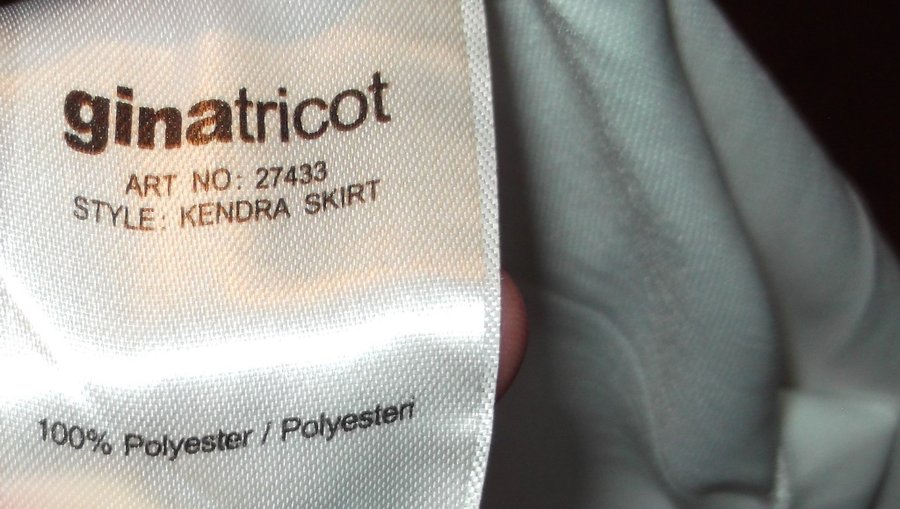 ginatricot
ART NO: 27433
STYLE: KENDRA SKIRT
100% Polyester / Polyesteri